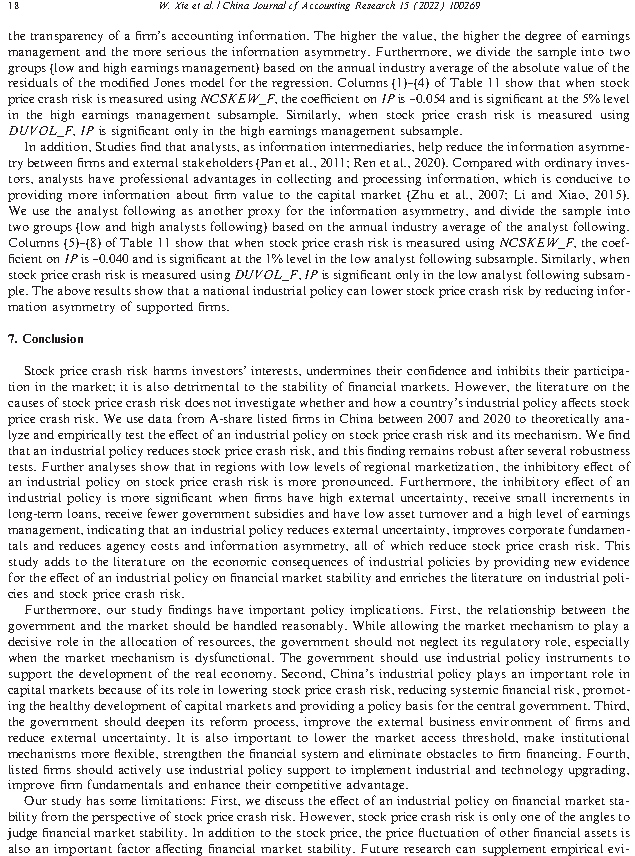 18 W. Xie et al. / China Journal of Accounting Research 15 (2022) 100269
the transparency of a firm's accounting information. The higher the value, the higher the degree of earnings
management and the more serious the information asymmetry. Furthermore, we divide the sample into two
groups (low and high earnings management) based on the annual industry average of the absolute value of the
residuals of the modified Jones model for the regression. Columns (1)–(4) of Table 11 show that when stock
price crash risk is measured using NCSKEW_F, the coefficient on IP is −0.054 and is significant at the 5% level
in the high earnings management subsample. Similarly, when stock price crash risk is measured using
DUVOL_F, IP is significant only in the high earnings management subsample.
In addition, Studies find that analysts, as information intermediaries, help reduce the information asymme-
try between firms and external stakeholders (Pan et al., 2011; Ren et al., 2020). Compared with ordinary inves-
tors, analysts have professional advantages in collecting and processing information, which is conducive to
providing more information about firm value to the capital market (Zhu et al., 2007; Li and Xiao, 2015).
We use the analyst following as another proxy for the information asymmetry, and divide the sample into
two groups (low and high analysts following) based on the annual industry average of the analyst following.
Columns (5)–(8) of Table 11 show that when stock price crash risk is measured using NCSKEW_F, the coef-
ficient on IP is −0.040 and is significant at the 1% level in the low analyst following subsample. Similarly, when
stock price crash risk is measured using DUVOL_F, IP is significant only in the low analyst following subsam-
ple. The above results show that a national industrial policy can lower stock price crash risk by reducing infor-
mation asymmetry of supported firms.
7. Conclusion
Stock price crash risk harms investors' interests, undermines their confidence and inhibits their participa-
tion in the market; it is also detrimental to the stability of financial markets. However, the literature on the
causes of stock price crash risk does not investigate whether and how a country's industrial policy affects stock
price crash risk. We use data from A-share listed firms in China between 2007 and 2020 to theoretically ana-
lyze and empirically test the effect of an industrial policy on stock price crash risk and its mechanism. We find
that an industrial policy reduces stock price crash risk, and this finding remains robust after several robustness
tests. Further analyses show that in regions with low levels of regional marketization, the inhibitory effect of
an industrial policy on stock price crash risk is more pronounced. Furthermore, the inhibitory effect of an
industrial policy is more significant when firms have high external uncertainty, receive small increments in
long-term loans, receive fewer government subsidies and have low asset turnover and a high level of earnings
management, indicating that an industrial policy reduces external uncertainty, improves corporate fundamen-
tals and reduces agency costs and information asymmetry, all of which reduce stock price crash risk. This
study adds to the literature on the economic consequences of industrial policies by providing new evidence
for the effect of an industrial policy on financial market stability and enriches the literature on industrial poli-
cies and stock price crash risk.
Furthermore, our study findings have important policy implications. First, the relationship between the
government and the market should be handled reasonably. While allowing the market mechanism to play a
decisive role in the allocation of resources, the government should not neglect its regulatory role, especially
when the market mechanism is dysfunctional. The government should use industrial policy instruments to
support the development of the real economy. Second, China's industrial policy plays an important role in
capital markets because of its role in lowering stock price crash risk, reducing systemic financial risk, promot-
ing the healthy development of capital markets and providing a policy basis for the central government. Third,
the government should deepen its reform process, improve the external business environment of firms and
reduce external uncertainty. It is also important to lower the market access threshold, make institutional
mechanisms more flexible, strengthen the financial system and eliminate obstacles to firm financing. Fourth,
listed firms should actively use industrial policy support to implement industrial and technology upgrading,
improve firm fundamentals and enhance their competitive advantage.
Our study has some limitations: First, we discuss the effect of an industrial policy on financial market sta-
bility from the perspective of stock price crash risk. However, stock price crash risk is only one of the angles to
judge financial market stability. In addition to the stock price, the price fluctuation of other financial assets is
also an important factor affecting financial market stability. Future research can supplement empirical evi-